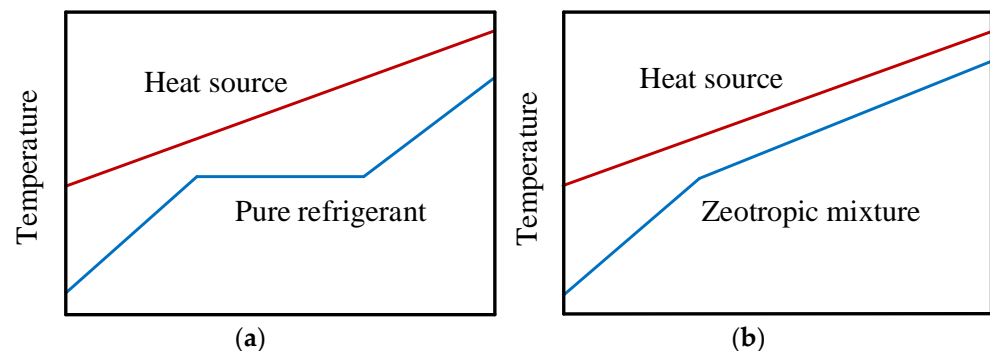 Temperature
Heat source
Pure refrigerant
(a)
Temperature
Heat source
Zeotropic mixture
(b)